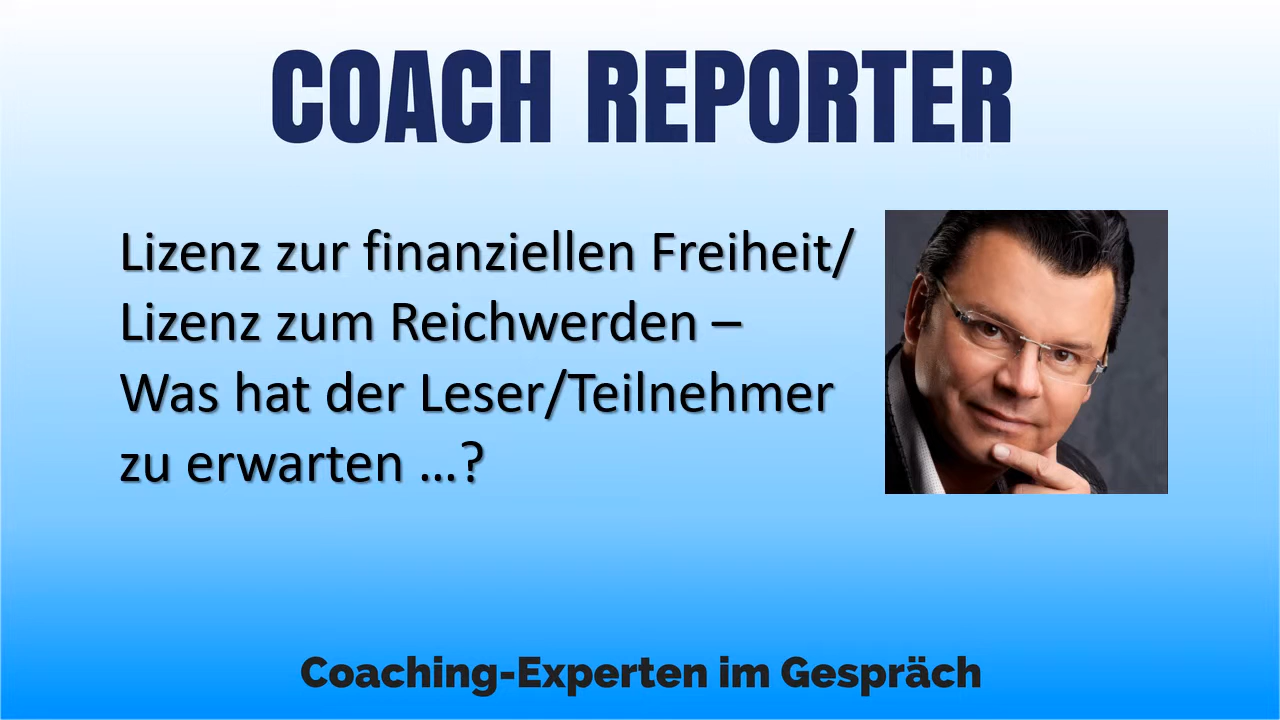 COACH REPORTER
Lizenz zur finanziellen Freiheit/
Lizenz zum Reichwerden –
Was hat der Leser/Teilnehmer
zu erwarten …?
Coaching-Experten im Gespräch